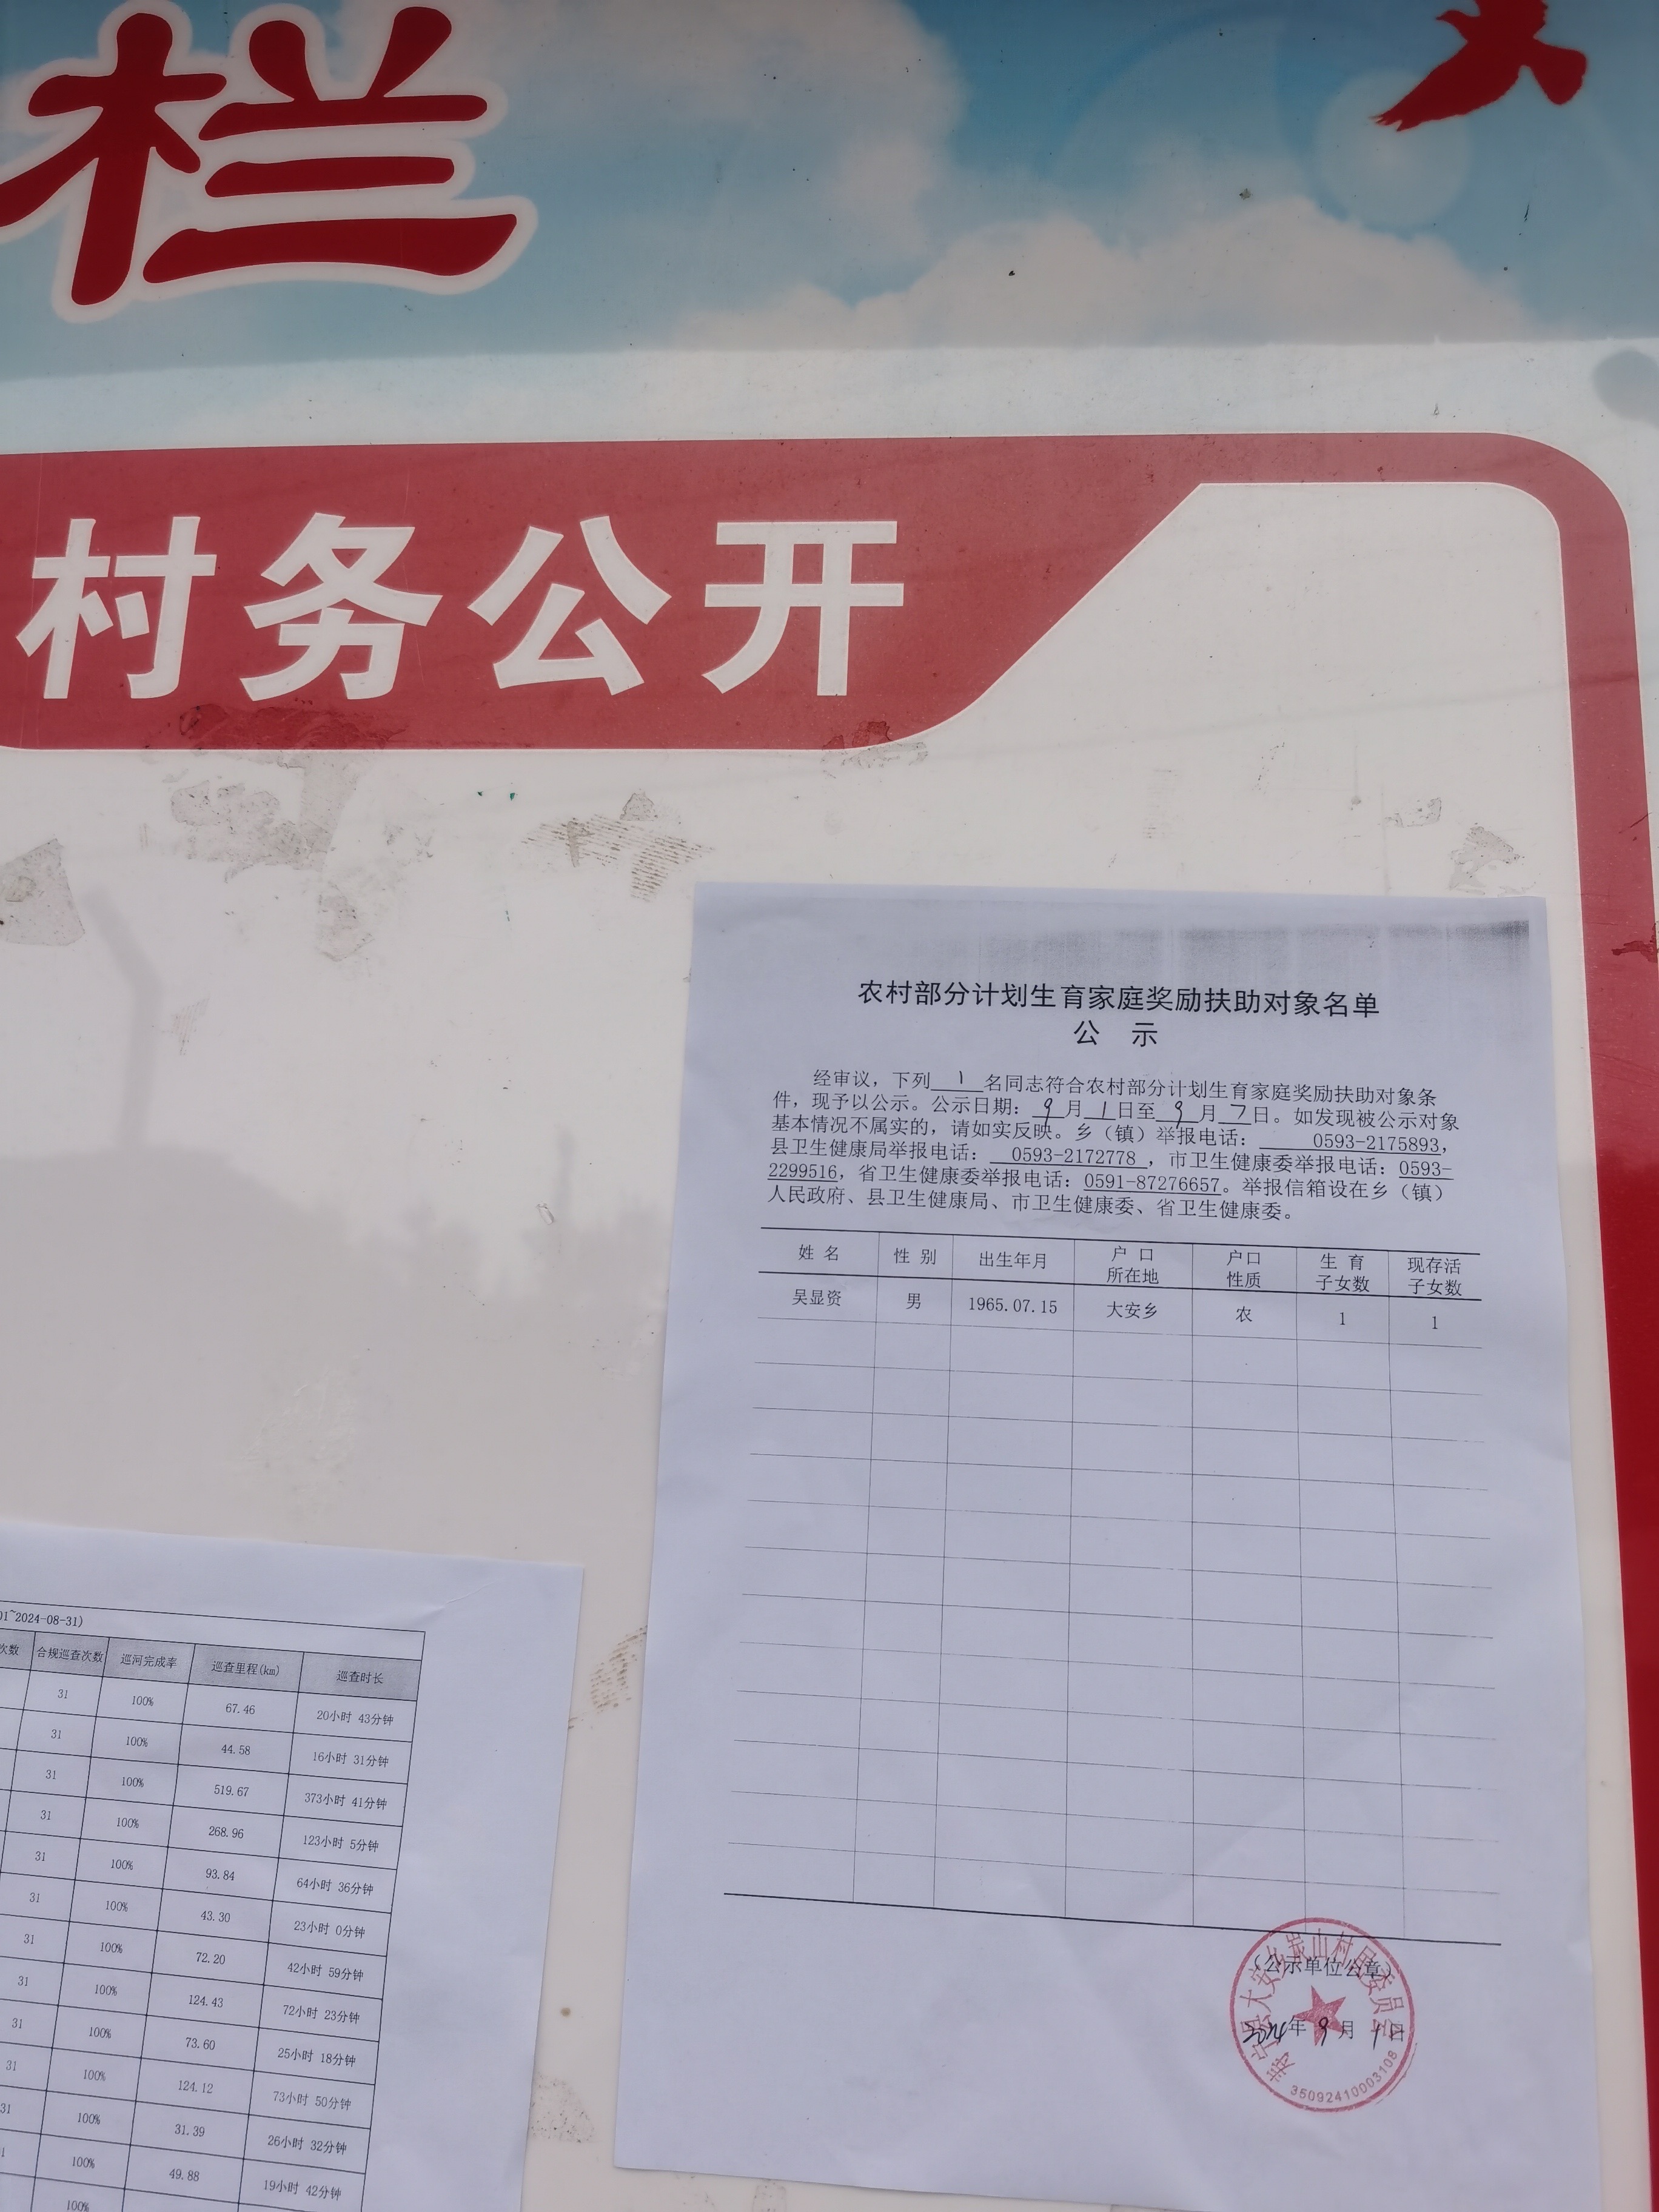 栏
村务公开
农村部分计划生育家庭奖励扶助对象名单
公 示
经审议，下列 1 名同志符合农村部分计划生育家庭奖励扶助对象条
件，现予以公示。公示日期： 9 月 1 日至 9 月 7 日。如发现被公示对象
基本情况不属实的，请如实反映。乡（镇）举报电话： 0593-2175893，
县卫生健康局举报电话： 0593-2172778 ，市卫生健康委举报电话：0593-
2299516，省卫生健康委举报电话：0591-87276657。举报信箱设在乡（镇）
人民政府、县卫生健康局、市卫生健康委、省卫生健康委。
姓 名 性 别 出生年月 户 口 所在地 户口 性质 生 育 子女数 现存活 子女数
吴显资 男 1965.07.15 大安乡 农 1 1
（公示单位公章）
2024年 9 月 1 日
35092410003108
01~2024-08-31)
次数 合规巡查次数 巡河完成率 巡查里程(km) 巡查时长
31 100% 67.46 20小时 43分钟
31 100% 44.58 16小时 31分钟
31 100% 519.67 373小时 41分钟
31 100% 268.96 123小时 5分钟
31 100% 93.84 64小时 36分钟
31 100% 43.30 23小时 0分钟
31 100% 72.20 42小时 59分钟
31 100% 124.43 72小时 23分钟
31 100% 73.60 25小时 18分钟
31 100% 124.12 73小时 50分钟
31 100% 31.39 26小时 32分钟
100% 49.88 19小时 42分钟
100%